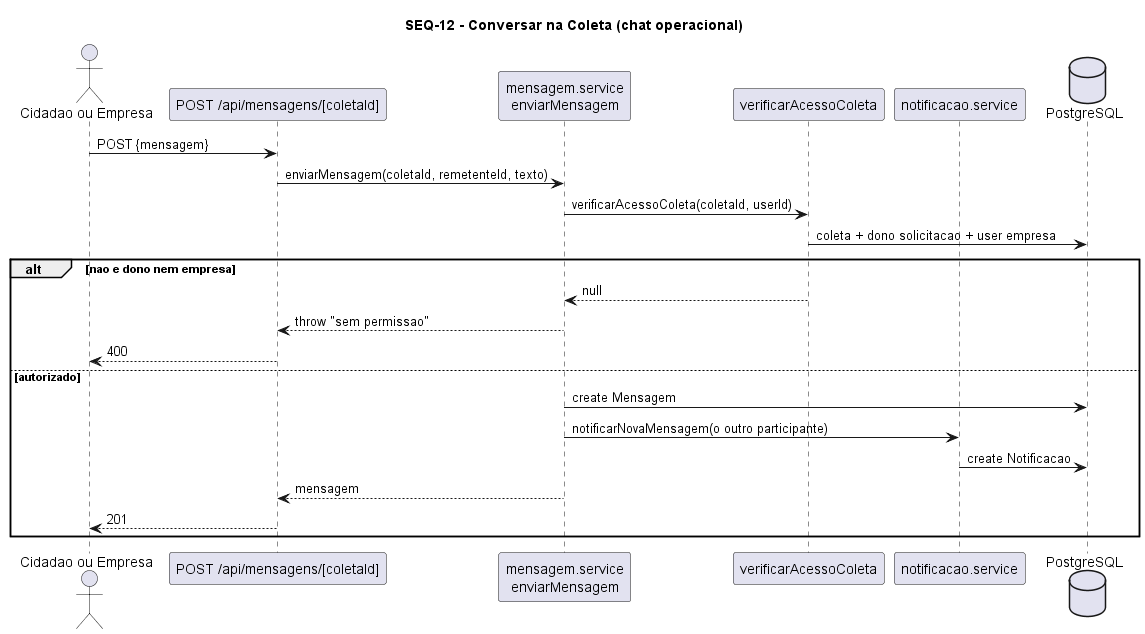 SEQ-12 - Conversar na Coleta (chat operacional)
Cidadao ou Empresa
POST /api/mensagens/[coletaId]
mensagem.service
enviarMensagem
verificarAcessoColeta
notificacao.service
PostgreSQL
POST {mensagem}
enviarMensagem(coletaId, remetenteId, texto)
verificarAcessoColeta(coletaId, userId)
coleta + dono solicitacao + user empresa
alt
[nao e dono nem empresa]
null
throw "sem permissao"
400
[autorizado]
create Mensagem
notificarNovaMensagem(o outro participante)
create Notificacao
mensagem
201
Cidadao ou Empresa
POST /api/mensagens/[coletaId]
mensagem.service
enviarMensagem
verificarAcessoColeta
notificacao.service
PostgreSQL